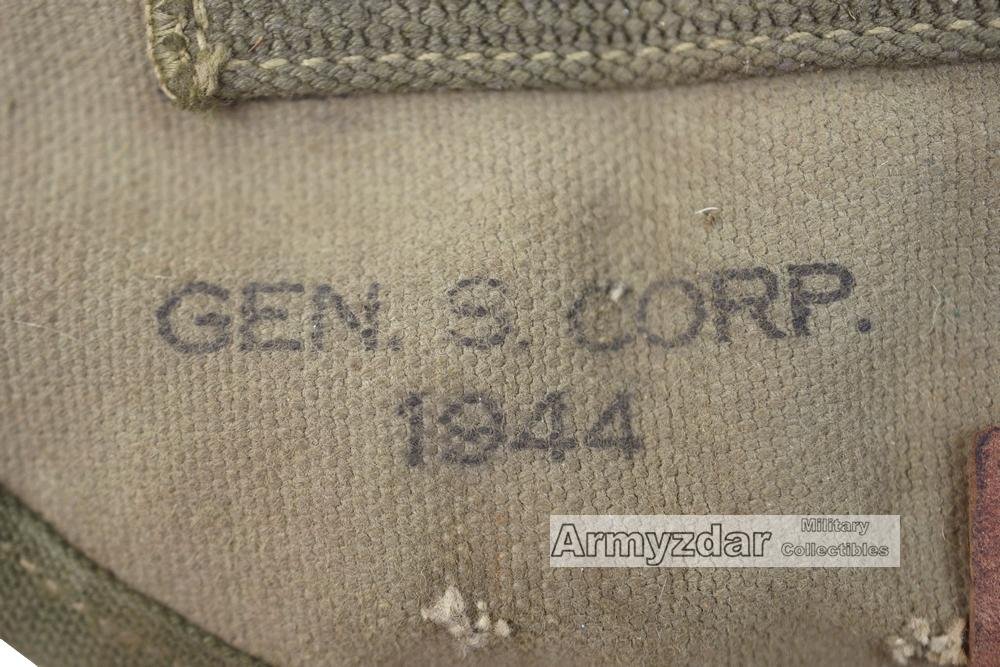 GEN. S. CORP.
1944
Armyzdar Military Collectibles